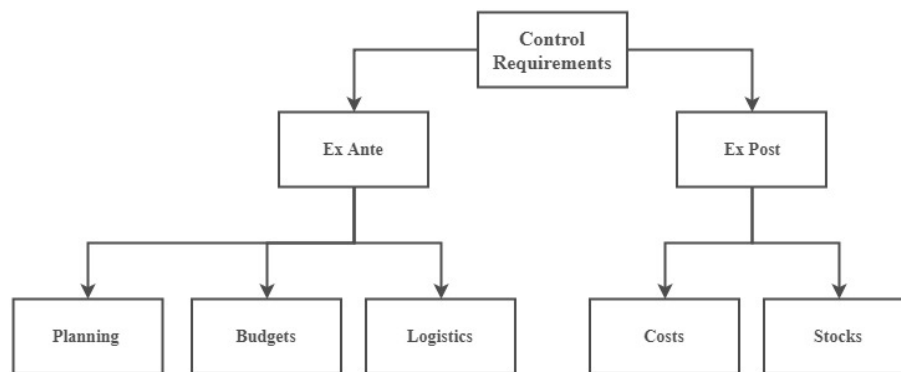 Control
Requirements
Ex Ante
Ex Post
Planning
Budgets
Logistics
Costs
Stocks